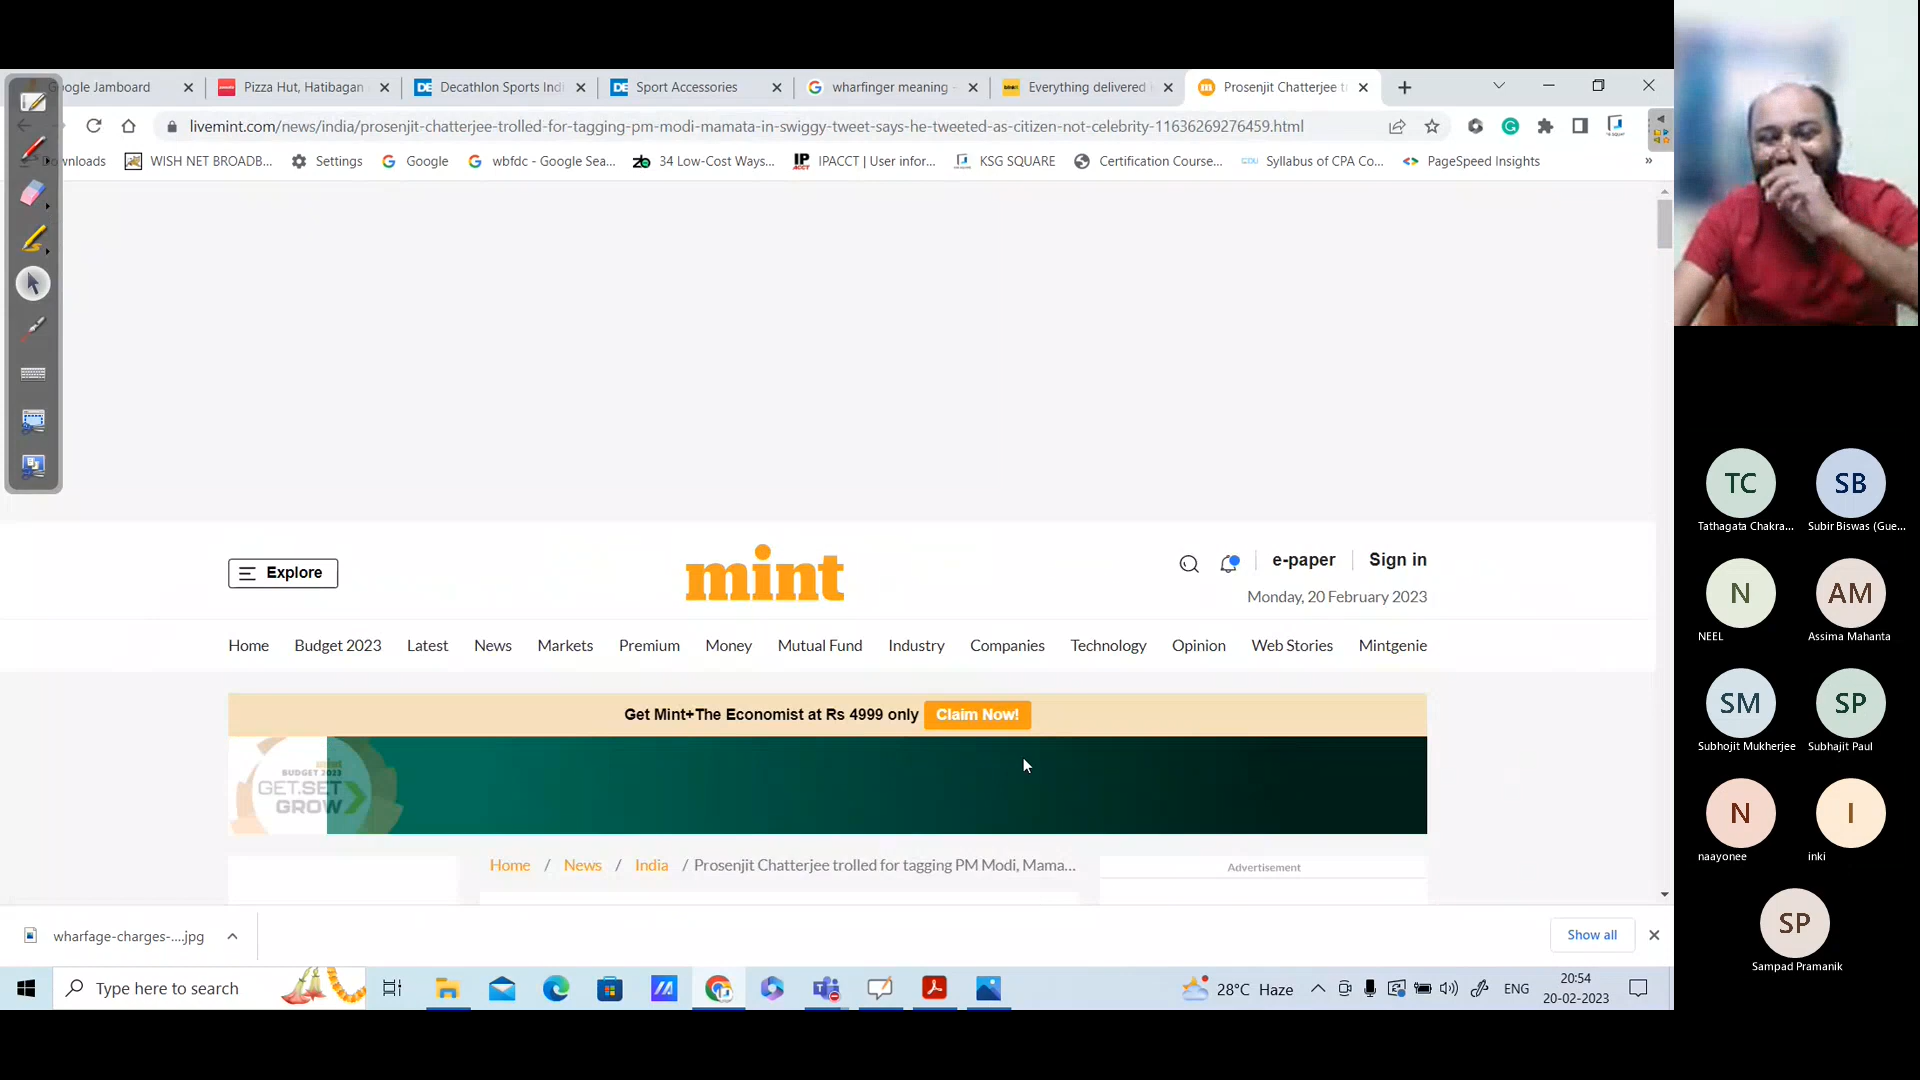 Google Jamboard
Pizza Hut, Hatibagan
Decathlon Sports Indi
Sport Accessories
wharfinger meaning -
Everything delivered i
Prosenjit Chatterjee tr
livemint.com/news/india/prosenjit-chatterjee-trolled-for-tagging-pm-modi-mamata-in-swiggy-tweet-says-he-tweeted-as-citizen-not-celebrity-11636269276459.html
ownloads
WISH NET BROADB...
Settings
Google
wbfdc - Google Sea...
34 Low-Cost Ways...
IPACCT | User infor...
KSG SQUARE
Certification Course...
Syllabus of CPA Co...
PageSpeed Insights
»
Explore
mint
e-paper
Sign in
Monday, 20 February 2023
Home
Budget 2023
Latest
News
Markets
Premium
Money
Mutual Fund
Industry
Companies
Technology
Opinion
Web Stories
Mintgenie
Get Mint+The Economist at Rs 4999 only Claim Now!
mint
BUDGET 2023
GET.SET
GROW
Home / News / India / Prosenjit Chatterjee trolled for tagging PM Modi, Mama...
Advertisement
wharfage-charges-....jpg
Show all
Type here to search
28°C Haze
ENG
20:54
20-02-2023
TC
Tathagata Chakra...
SB
Subir Biswas (Gue...
N
NEEL
AM
Assima Mahanta
SM
Subhojit Mukherjee
SP
Subhajit Paul
N
naayonee
I
inki
SP
Sampad Pramanik